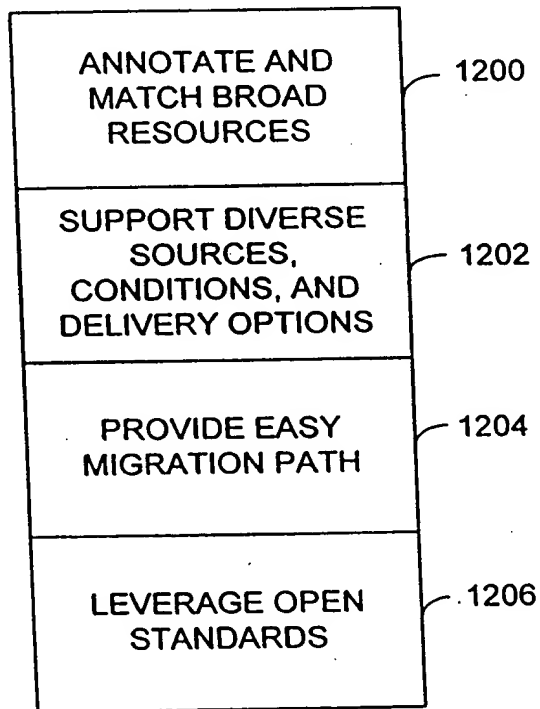 ANNOTATE AND
MATCH BROAD
RESOURCES
1200
SUPPORT DIVERSE
SOURCES,
CONDITIONS, AND
DELIVERY OPTIONS
1202
PROVIDE EASY
MIGRATION PATH
1204
LEVERAGE OPEN
STANDARDS
1206